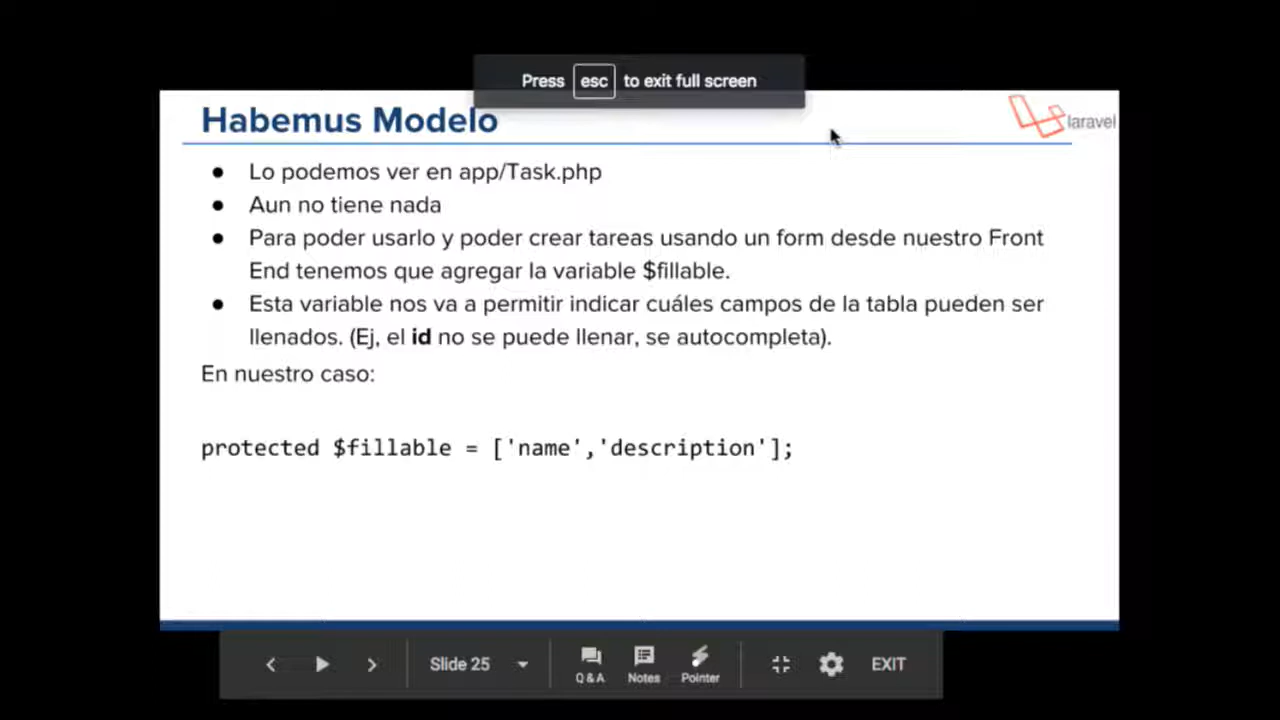 Press esc to exit full screen
Habemus Modelo
laravel
● Lo podemos ver en app/Task.php
● Aun no tiene nada
● Para poder usarlo y poder crear tareas usando un form desde nuestro Front
End tenemos que agregar la variable $fillable.
● Esta variable nos va a permitir indicar cuáles campos de la tabla pueden ser
llenados. (Ej, el id no se puede llenar, se autocompleta).
En nuestro caso:
protected $fillable = ['name','description'];
Slide 25
Q & A
Notes
Pointer
EXIT